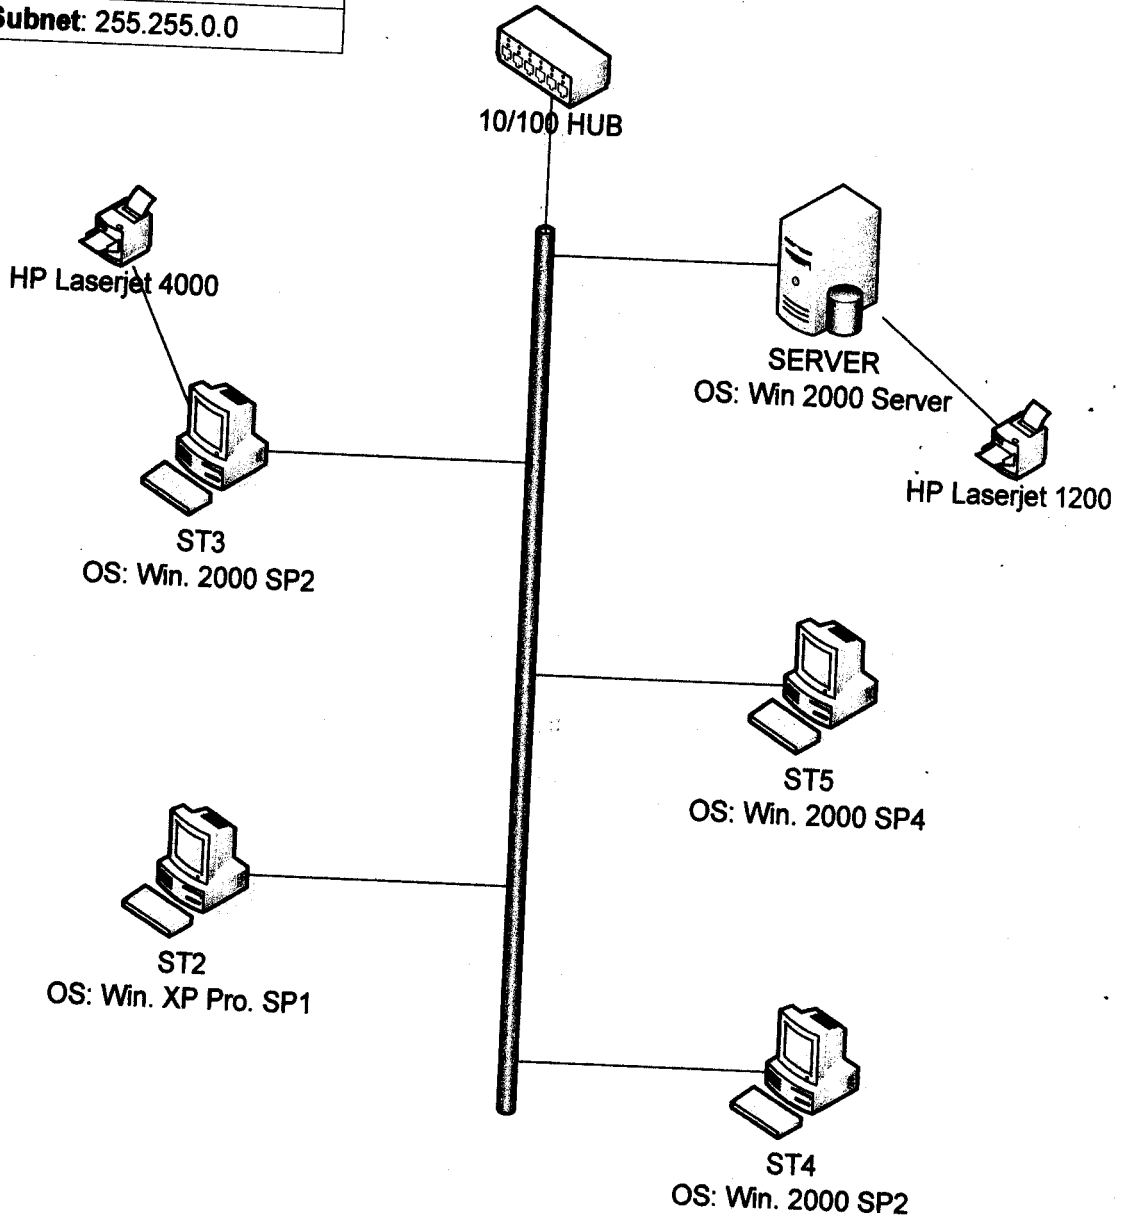 Subnet: 255.255.0.0
10/100 HUB
HP Laserjet 4000
SERVER
OS: Win 2000 Server
HP Laserjet 1200
ST3
OS: Win. 2000 SP2
ST5
OS: Win. 2000 SP4
ST2
OS: Win. XP Pro. SP1
ST4
OS: Win. 2000 SP2